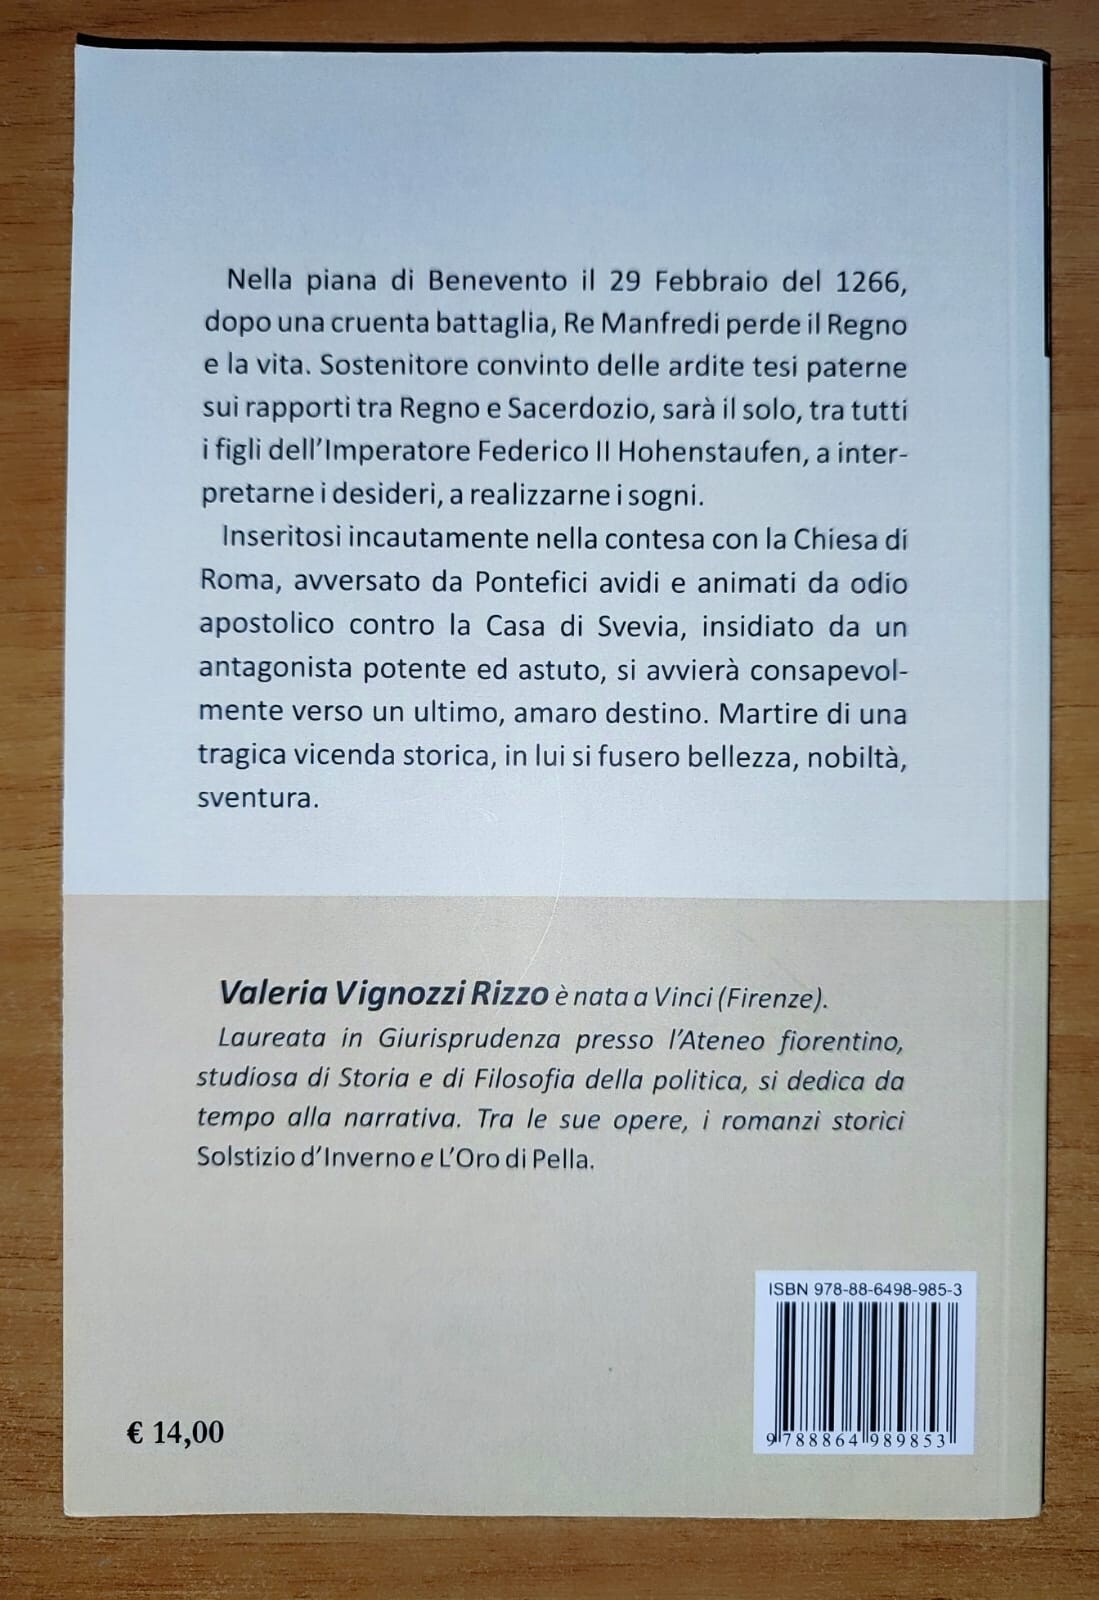 Nella piana di Benevento il 29 Febbraio del 1266,
dopo una cruenta battaglia, Re Manfredi perde il Regno
e la vita. Sostenitore convinto delle ardite tesi paterne
sui rapporti tra Regno e Sacerdozio, sarà il solo, tra tutti
i figli dell'Imperatore Federico II Hohenstaufen, a inter-
pretarne i desideri, a realizzarne i sogni.
Inseritosi incautamente nella contesa con la Chiesa di
Roma, avversato da Pontefici avidi e animati da odio
apostolico contro la Casa di Svevia, insidiato da un
antagonista potente ed astuto, si avvierà consapevol-
mente verso un ultimo, amaro destino. Martire di una
tragica vicenda storica, in lui si fusero bellezza, nobiltà,
sventura.
Valeria Vignozzi Rizzo è nata a Vinci (Firenze).
Laureata in Giurisprudenza presso l'Ateneo fiorentino,
studiosa di Storia e di Filosofia della politica, si dedica da
tempo alla narrativa. Tra le sue opere, i romanzi storici
Solstizio d'Inverno e L'Oro di Pella.
ISBN 978-88-6498-985-3
9 788864 989853
€ 14,00